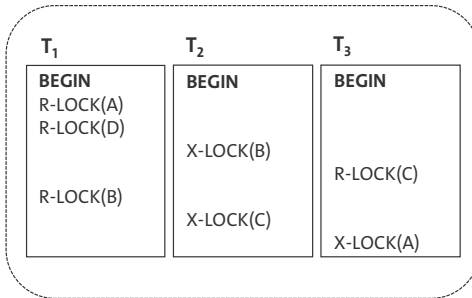 T1
BEGIN
R-LOCK(A)
R-LOCK(D)
R-LOCK(B)
T2
BEGIN
X-LOCK(B)
X-LOCK(C)
T3
BEGIN
R-LOCK(C)
X-LOCK(A)